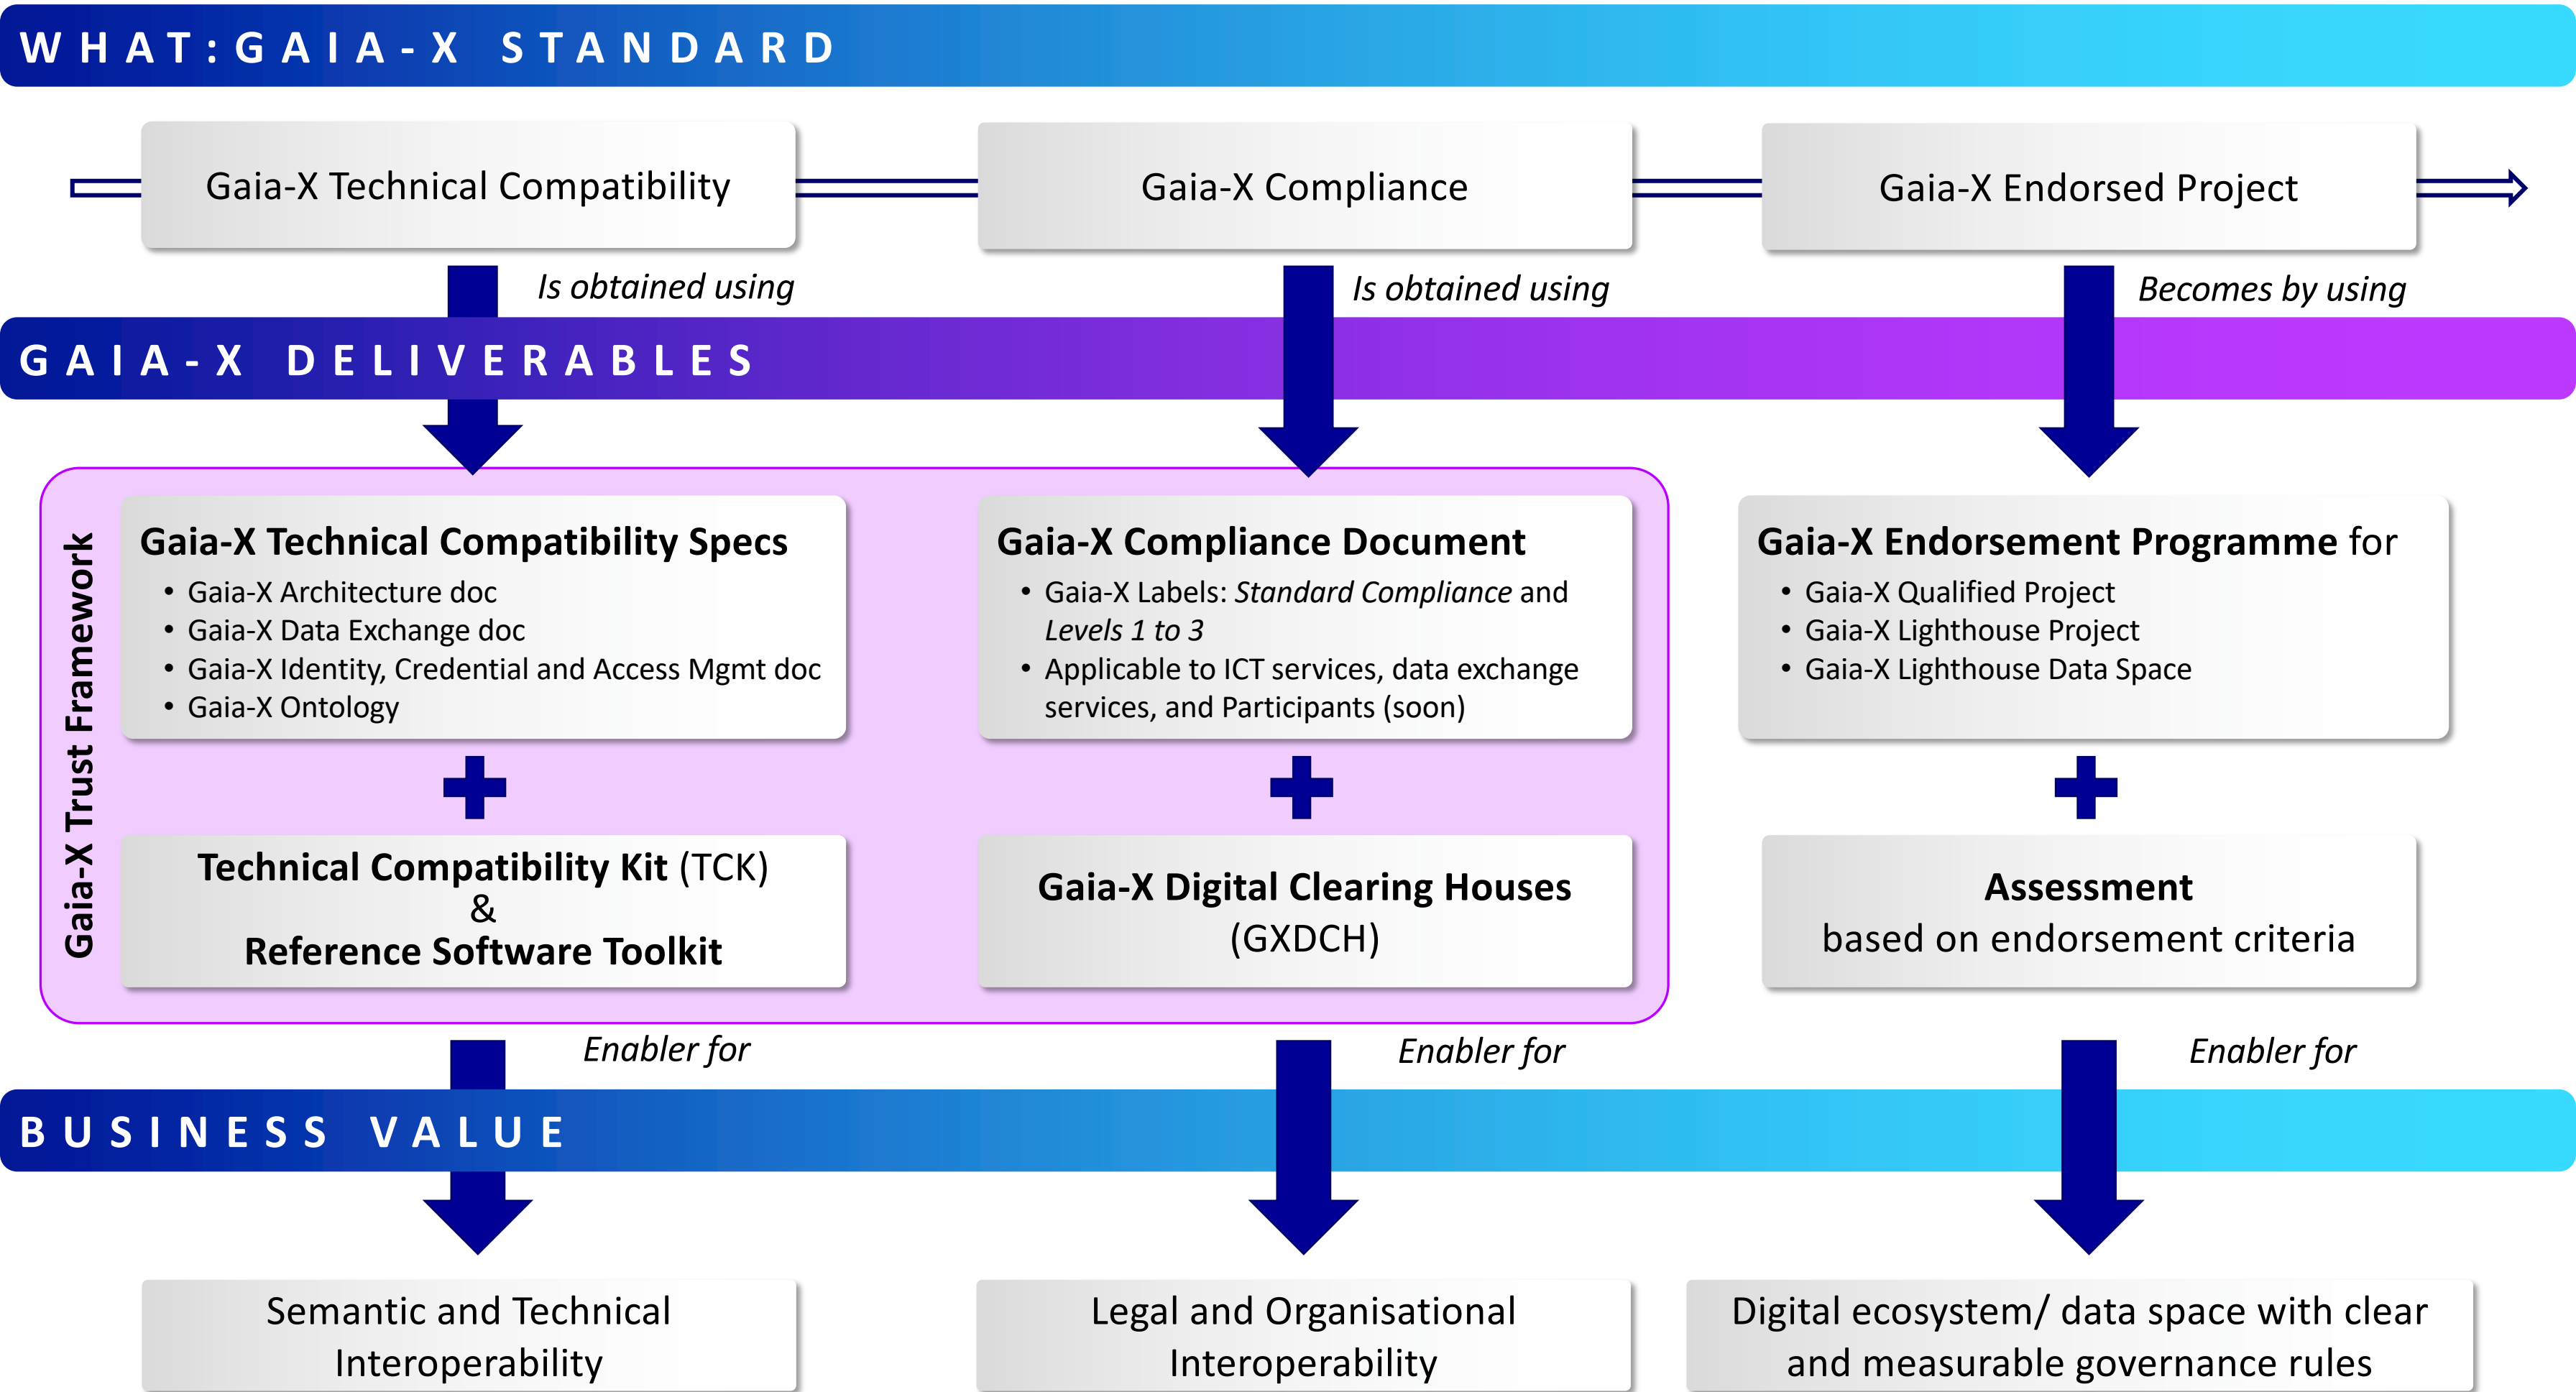 WHAT:GAIA-X STANDARD
Gaia-X Technical Compatibility
Gaia-X Compliance
Gaia-X Endorsed Project
Is obtained using
Is obtained using
Becomes by using
GAIA-X DELIVERABLES
Gaia-X Trust Framework
Gaia-X Technical Compatibility Specs
• Gaia-X Architecture doc
• Gaia-X Data Exchange doc
• Gaia-X Identity, Credential and Access Mgmt doc
• Gaia-X Ontology
Gaia-X Compliance Document
• Gaia-X Labels: Standard Compliance and
Levels 1 to 3
• Applicable to ICT services, data exchange
services, and Participants (soon)
Gaia-X Endorsement Programme for
• Gaia-X Qualified Project
• Gaia-X Lighthouse Project
• Gaia-X Lighthouse Data Space
Technical Compatibility Kit (TCK)
&
Reference Software Toolkit
Gaia-X Digital Clearing Houses
(GXDCH)
Assessment
based on endorsement criteria
Enabler for
Enabler for
Enabler for
BUSINESS VALUE
Semantic and Technical
Interoperability
Legal and Organisational
Interoperability
Digital ecosystem/ data space with clear
and measurable governance rules